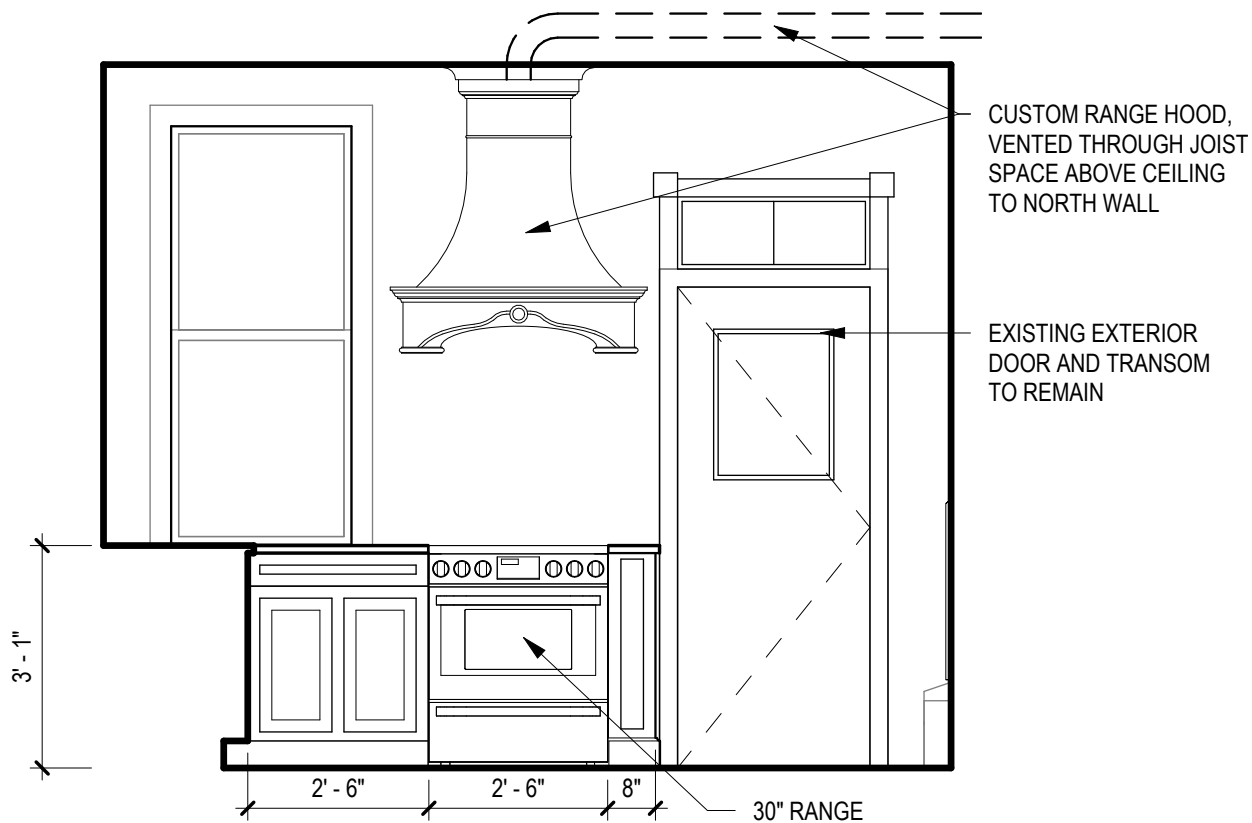 CUSTOM RANGE HOOD,
VENTED THROUGH JOIST
SPACE ABOVE CEILING
TO NORTH WALL
EXISTING EXTERIOR
DOOR AND TRANSOM
TO REMAIN
3' - 1"
2' - 6"
2' - 6"
8"
30" RANGE